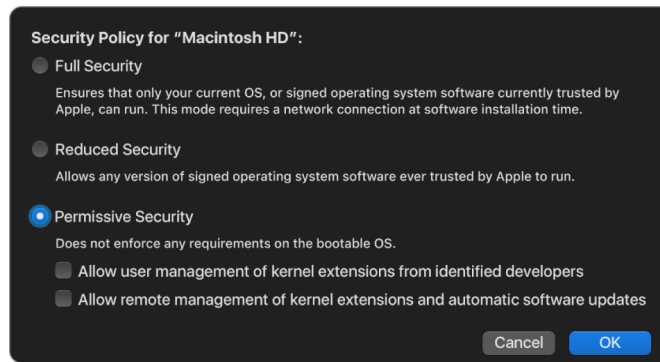 Security Policy for “Macintosh HD”:
Full Security
Ensures that only your current OS, or signed operating system software currently trusted by
Apple, can run. This mode requires a network connection at software installation time.
Reduced Security
Allows any version of signed operating system software ever trusted by Apple to run.
Permissive Security
Does not enforce any requirements on the bootable OS.
Allow user management of kernel extensions from identified developers
Allow remote management of kernel extensions and automatic software updates
Cancel OK